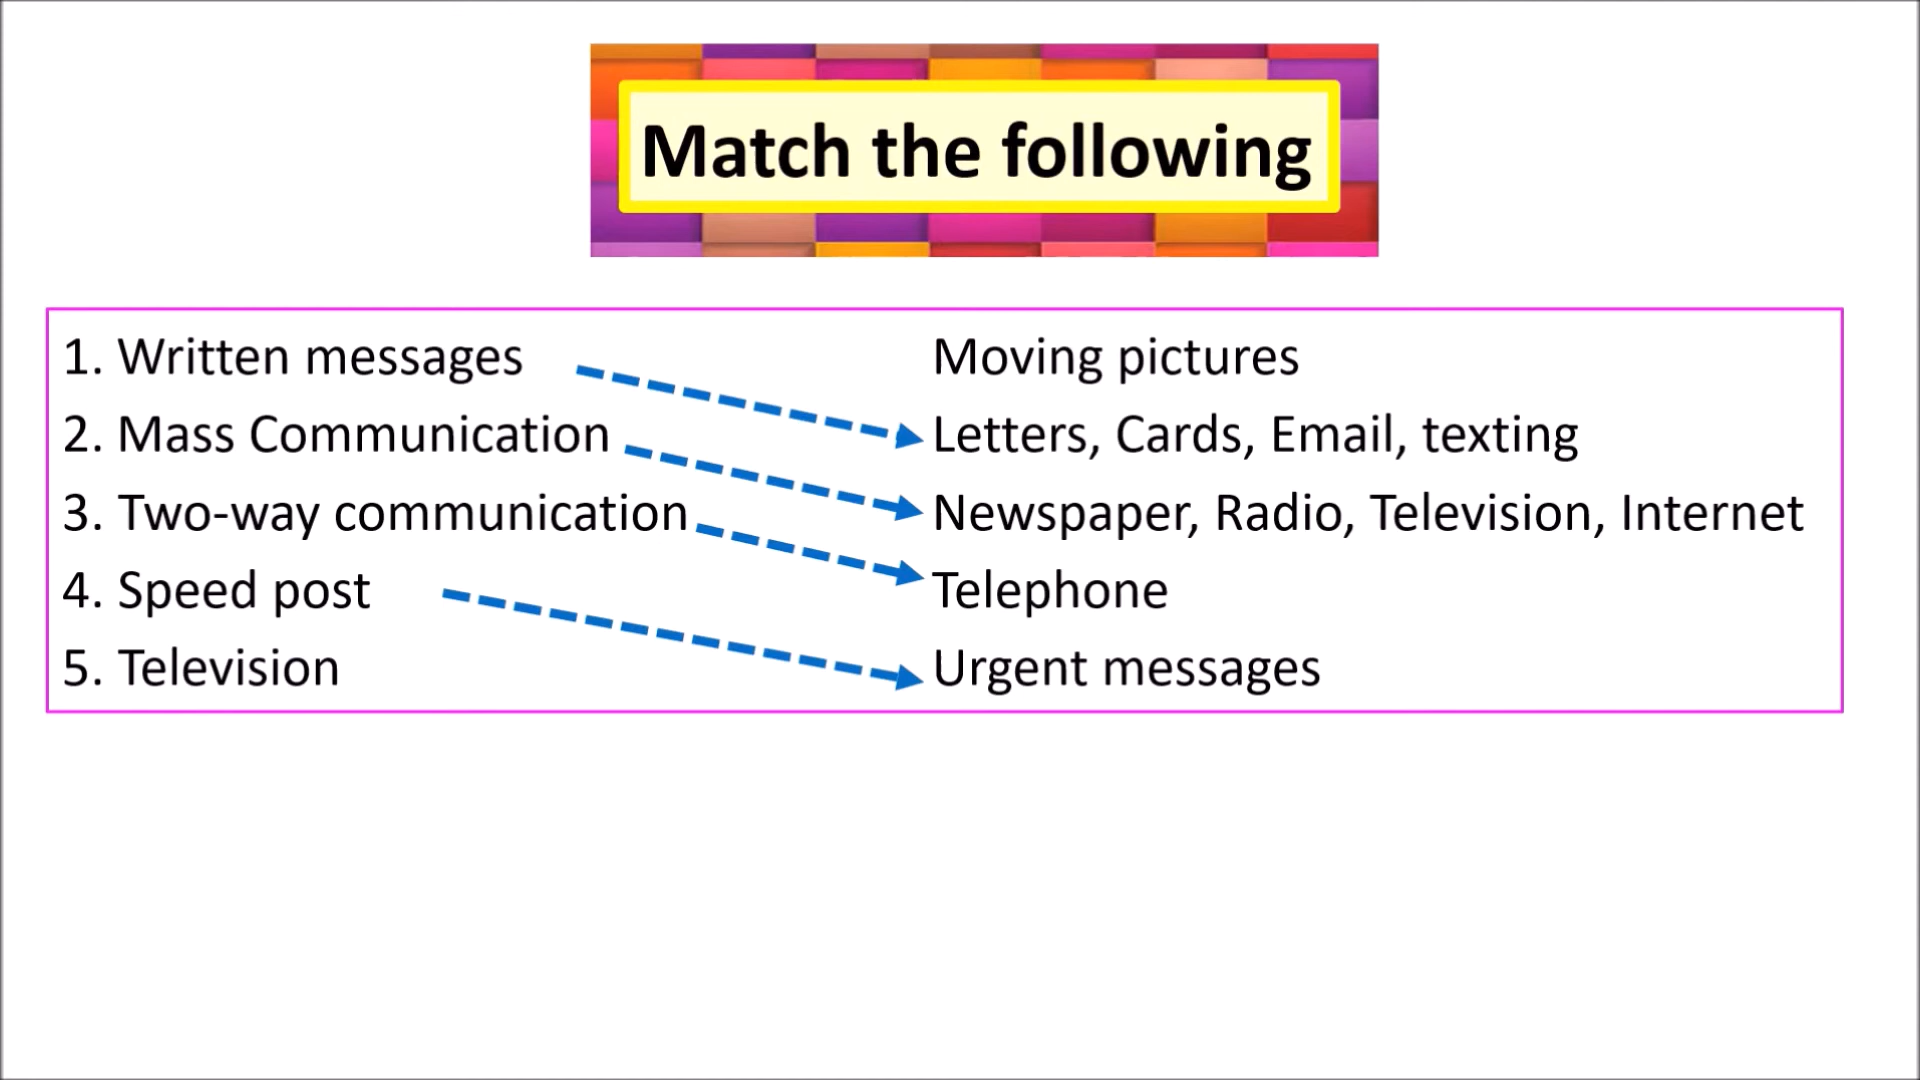 Match the following
1. Written messages Moving pictures
2. Mass Communication Letters, Cards, Email, texting
3. Two-way communication Newspaper, Radio, Television, Internet
4. Speed post Telephone
5. Television Urgent messages